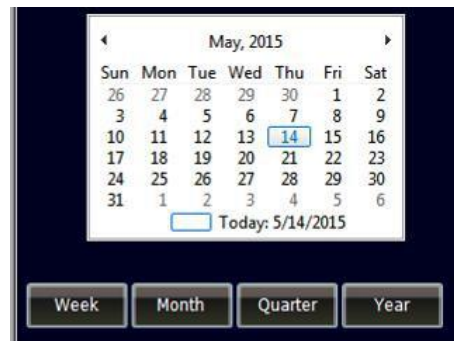 May, 2015
Sun Mon Tue Wed Thu Fri Sat
26 27 28 29 30 1 2
3 4 5 6 7 8 9
10 11 12 13 14 15 16
17 18 19 20 21 22 23
24 25 26 27 28 29 30
31 1 2 3 4 5 6
Today: 5/14/2015
Week Month Quarter Year